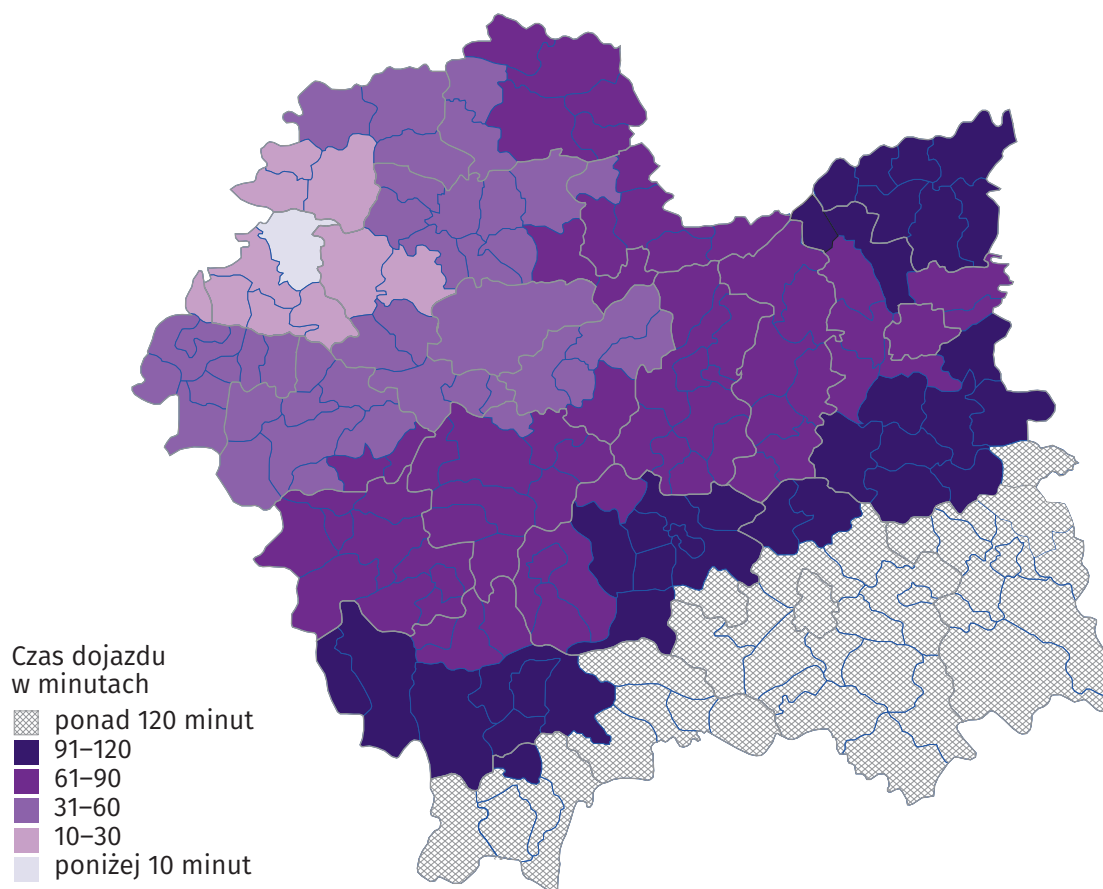 Czas dojazdu
w minutach
ponad 120 minut
91–120
61–90
31–60
10–30
poniżej 10 minut